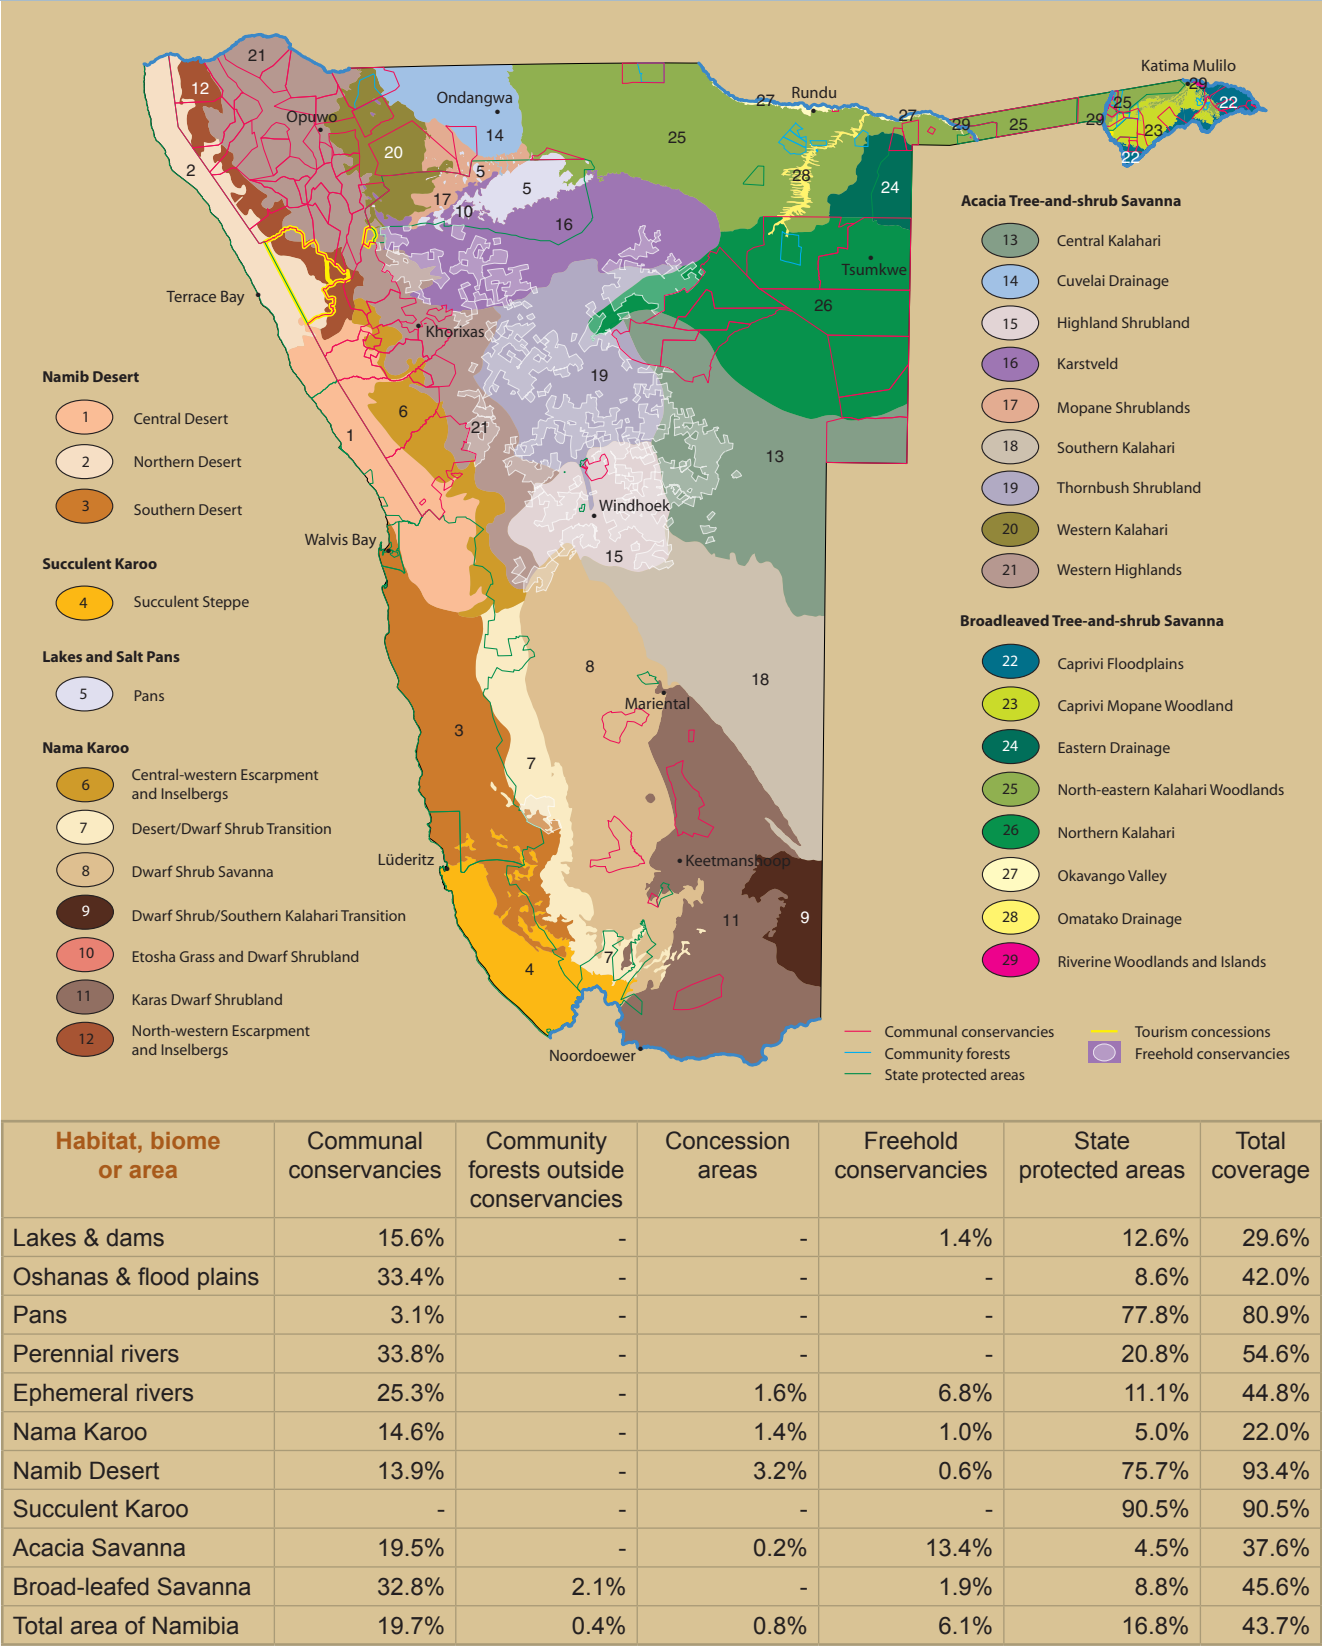 21
12
Opuwo
Ondangwa
14
20
2
17
5
5
10
16
25
27
Rundu
27
28
24
29
25
29
25
Katima Mulilo
29
22
23
22
Terrace Bay
Khorixas
Tsumkwe
26
19
6
1
21
13
Windhoek
15
Walvis Bay
8
18
Mariental
3
7
Lüderitz
Keetmanshoop
11
9
4
7
Noordoewer
Namib Desert
1 Central Desert
2 Northern Desert
3 Southern Desert
Succulent Karoo
4 Succulent Steppe
Lakes and Salt Pans
5 Pans
Nama Karoo
6 Central-western Escarpment
and Inselbergs
7 Desert/Dwarf Shrub Transition
8 Dwarf Shrub Savanna
9 Dwarf Shrub/Southern Kalahari Transition
10 Etosha Grass and Dwarf Shrubland
11 Karas Dwarf Shrubland
12 North-western Escarpment
and Inselbergs
Acacia Tree-and-shrub Savanna
13 Central Kalahari
14 Cuvelai Drainage
15 Highland Shrubland
16 Karstveld
17 Mopane Shrublands
18 Southern Kalahari
19 Thornbush Shrubland
20 Western Kalahari
21 Western Highlands
Broadleaved Tree-and-shrub Savanna
22 Caprivi Floodplains
23 Caprivi Mopane Woodland
24 Eastern Drainage
25 North-eastern Kalahari Woodlands
26 Northern Kalahari
27 Okavango Valley
28 Omatako Drainage
29 Riverine Woodlands and Islands
Communal conservancies
Community forests
State protected areas
Tourism concessions
Freehold conservancies
Habitat, biome Communal Community Concession Freehold State Total
or area conservancies forests outside areas conservancies protected areas coverage
conservancies
Lakes & dams 15.6% - - 1.4% 12.6% 29.6%
Oshanas & flood plains 33.4% - - - 8.6% 42.0%
Pans 3.1% - - - 77.8% 80.9%
Perennial rivers 33.8% - - - 20.8% 54.6%
Ephemeral rivers 25.3% - 1.6% 6.8% 11.1% 44.8%
Nama Karoo 14.6% - 1.4% 1.0% 5.0% 22.0%
Namib Desert 13.9% - 3.2% 0.6% 75.7% 93.4%
Succulent Karoo - - - - 90.5% 90.5%
Acacia Savanna 19.5% - 0.2% 13.4% 4.5% 37.6%
Broad-leafed Savanna 32.8% 2.1% - 1.9% 8.8% 45.6%
Total area of Namibia 19.7% 0.4% 0.8% 6.1% 16.8% 43.7%